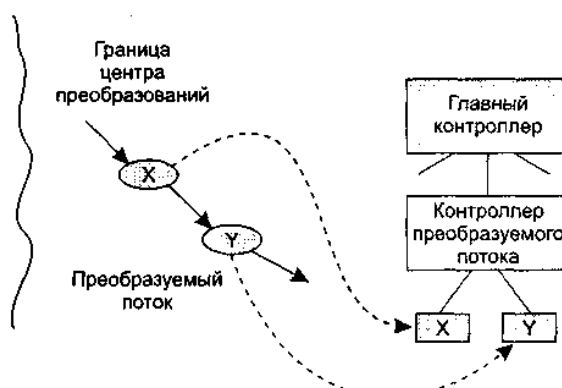 Граница
центра
преобразований
X
Y
Преобразуемый
поток
Главный
контроллер
Контроллер
преобразуемого
потока
X
Y